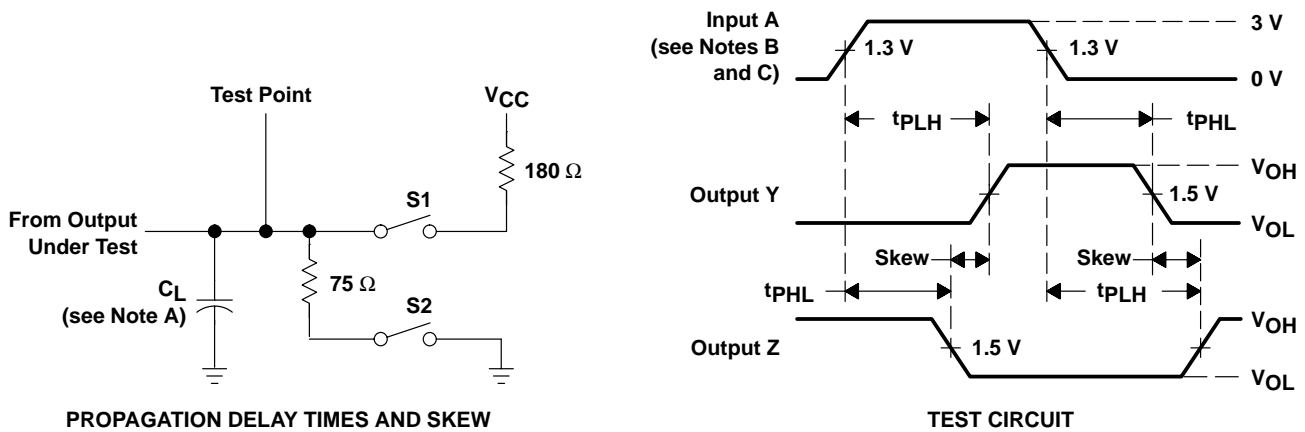 Test Point
VCC
180 Ω
S1
From Output
Under Test
75 Ω
CL
(see Note A)
S2
PROPAGATION DELAY TIMES AND SKEW
Input A
(see Notes B
and C)
1.3 V
1.3 V
3 V
0 V
tPLH
tPHL
Output Y
1.5 V
VOH
VOL
Skew
Skew
tPHL
tPLH
Output Z
1.5 V
VOH
VOL
TEST CIRCUIT